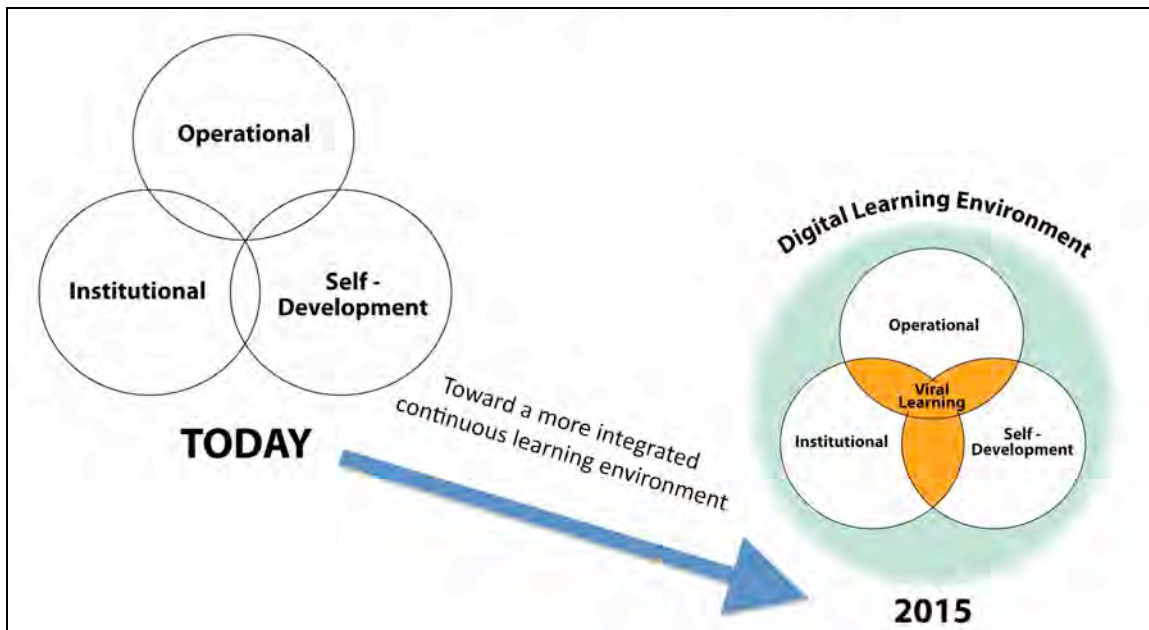 Operational
Institutional
Self -
Development
TODAY
Toward a more integrated
continuous learning environment
Digital Learning Environment
Operational
Viral
Learning
Institutional
Self -
Development
2015